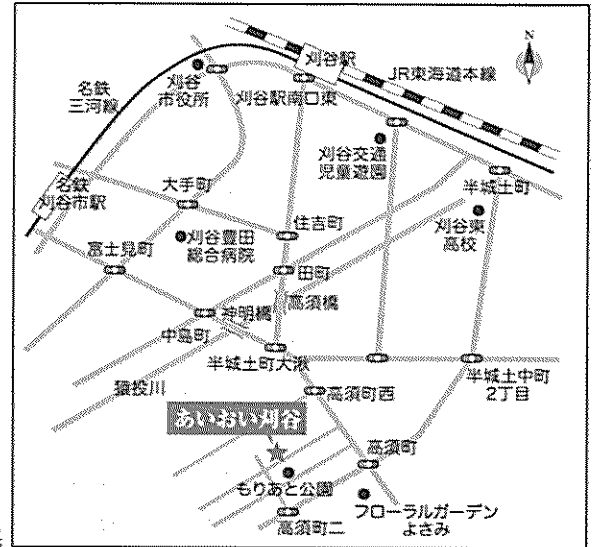 N
刈谷駅
JR東海道本線
刈谷
市役所
刈谷駅南口東
名鉄
三河線
刈谷交通
児童遊園
半城土町
名鉄
刈谷市駅
大手町
刈谷東
高校
住吉町
刈谷豊田
総合病院
富士見町
田町
高須橋
神明橋
中島町
半城土町大湫
半城土中町
2丁目
猿投川
高須町西
あいおい刈谷
高須町
もりあと公園
フローラルガーデン
よさみ
高須町二